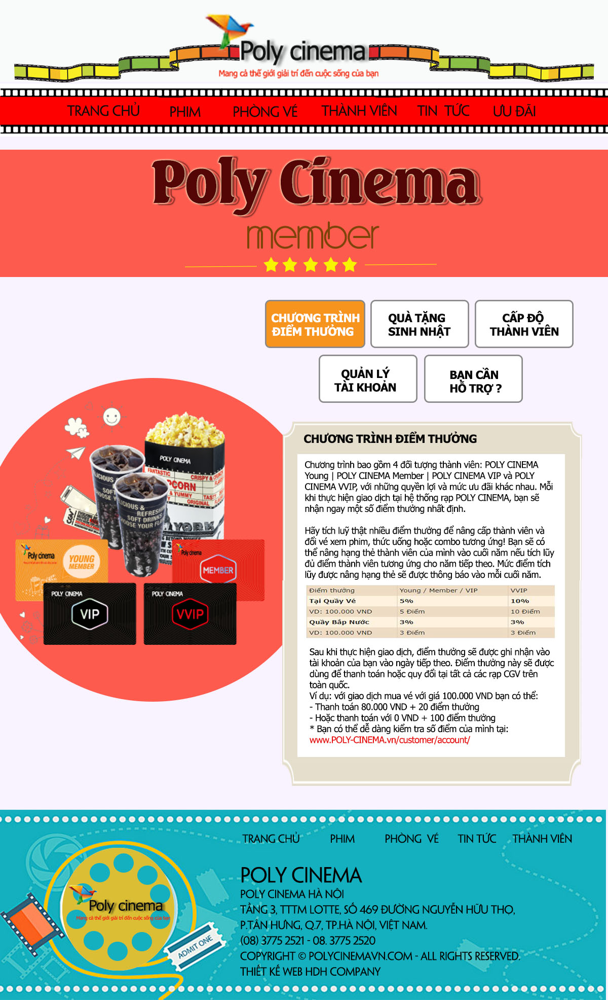 Poly cinema
Mang cả thế giới giải trí đến cuộc sống của bạn
TRANG CHỦ PHIM PHÒNG VÉ THÀNH VIÊN TIN TỨC ƯU ĐÃI
Poly Cinema
member
CHƯƠNG TRÌNH
ĐIỂM THƯỞNG
QUÀ TẶNG
SINH NHẬT
CẤP ĐỘ
THÀNH VIÊN
QUẢN LÝ
TÀI KHOẢN
BẠN CẦN
HỖ TRỢ ?
POLY CINEMA
FANTASTIC
CRISPY &
PCORN
& YUMMY
TASTY
ORIGINAL
YORK
LICIOUS &
SOFT
LICIOUS &
REFRESHING
SOFT DRINK
OOSE YOUR
CGV
Poly cinema
YOUNG
MEMBER
Poly cinema
MEMBER
POLY CINEMA
VIP
POLY CINEMA
VVIP
CHƯƠNG TRÌNH ĐIỂM THƯỞNG
Chương trình bao gồm 4 đối tượng thành viên: POLY CINEMA
Young | POLY CINEMA Member | POLY CINEMA VIP và POLY
CINEMA VVIP, với những quyền lợi và mức ưu đãi khác nhau. Mỗi
khi thực hiện giao dịch tại hệ thống rạp POLY CINEMA, bạn sẽ
nhận ngay một số điểm thưởng nhất định.
Hãy tích luỹ thật nhiều điểm thưởng để nâng cấp thành viên và
đổi vé xem phim, thức uống hoặc combo tương ứng! Bạn sẽ có
thể nâng hạng thẻ thành viên của mình vào cuối năm nếu tích lũy
đủ điểm thành viên tương ứng cho năm tiếp theo. Mức điểm tích
lũy được nâng hạng thẻ sẽ được thông báo vào mỗi cuối năm.
Điểm thưởng Young / Member / VIP VVIP
Tại Quầy Vé 5% 10%
VD: 100.000 VND 5 Điểm 10 Điểm
Quầy Bắp Nước 3% 3%
VD: 100.000 VND 3 Điểm 3 Điểm
Sau khi thực hiện giao dịch, điểm thưởng sẽ được ghi nhận vào
tài khoản của bạn vào ngày tiếp theo. Điểm thưởng này sẽ được
dùng để thanh toán hoặc quy đổi tại tất cả các rạp CGV trên
toàn quốc.
Ví dụ: với giao dịch mua vé với giá 100.000 VND bạn có thể:
- Thanh toán 80.000 VND + 20 điểm thưởng
- Hoặc thanh toán với 0 VND + 100 điểm thưởng
* Bạn có thể dễ dàng kiểm tra số điểm của mình tại:
www.POLY-CINEMA.vn/customer/account/
TRANG CHỦ PHIM PHÒNG VÉ TIN TỨC THÀNH VIÊN
Poly cinema
Mang cả thế giới giải trí đến cuộc sống của bạn
ADMIT ONE
POLY CINEMA
POLY CINEMA HÀ NỘI
TẦNG 3, TTTM LOTTE, SỐ 469 ĐƯỜNG NGUYỄN HỮU THỌ,
P.TÂN HƯNG, Q.7, TP.HÀ NỘI, VIỆT NAM.
(08) 3775 2521 - 08. 3775 2520
COPYRIGHT © POLYCINEMAVN.COM - ALL RIGHTS RESERVED.
THIẾT KẾ WEB HDH COMPANY